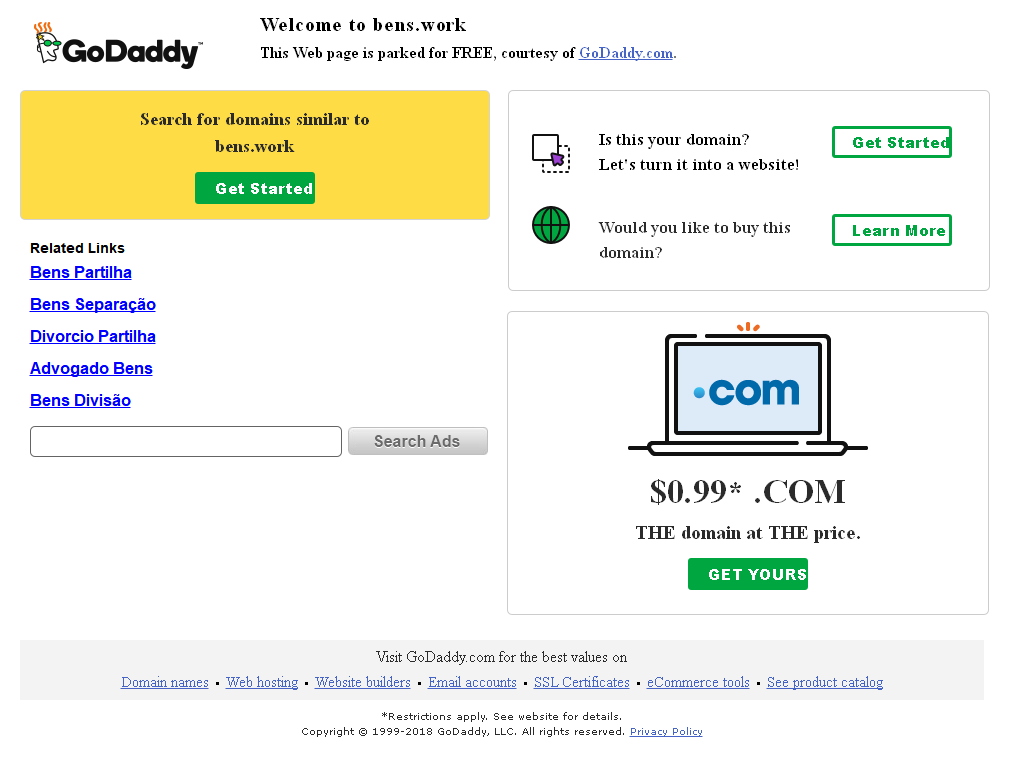 GoDaddy™
Welcome to bens.work
This Web page is parked for FREE, courtesy of GoDaddy.com.
Search for domains similar to
bens.work
Get Started
Related Links
Bens Partilha
Bens Separação
Divorcio Partilha
Advogado Bens
Bens Divisão
Search Ads
Is this your domain?
Let's turn it into a website!
Get Started
Would you like to buy this
domain?
Learn More
.com
$0.99* .COM
THE domain at THE price.
GET YOURS
Visit GoDaddy.com for the best values on
Domain names • Web hosting • Website builders • Email accounts • SSL Certificates • eCommerce tools • See product catalog
*Restrictions apply. See website for details.
Copyright © 1999-2018 GoDaddy, LLC. All rights reserved. Privacy Policy